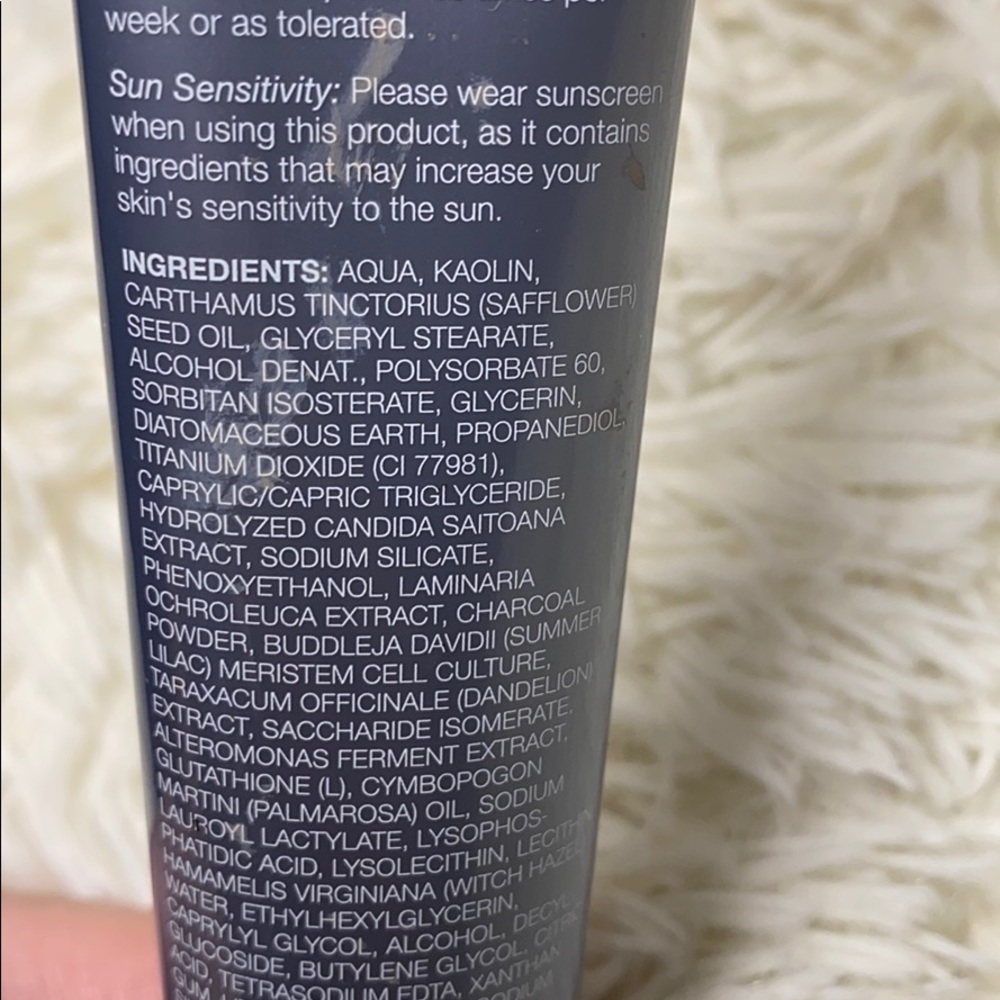 week or as tolerated.
Sun Sensitivity: Please wear sunscreen
when using this product, as it contains
ingredients that may increase your
skin's sensitivity to the sun.
INGREDIENTS: AQUA, KAOLIN,
CARTHAMUS TINCTORIUS (SAFFLOWER)
SEED OIL, GLYCERYL STEARATE,
ALCOHOL DENAT., POLYSORBATE 60,
SORBITAN ISOSTERATE, GLYCERIN,
DIATOMACEOUS EARTH, PROPANEDIOL,
TITANIUM DIOXIDE (CI 77981),
CAPRYLIC/CAPRIC TRIGLYCERIDE,
HYDROLYZED CANDIDA SAITOANA
EXTRACT, SODIUM SILICATE,
PHENOXYETHANOL, LAMINARIA
OCHROLEUCA EXTRACT, CHARCOAL
POWDER, BUDDLEJA DAVIDII (SUMMER
LILAC) MERISTEM CELL CULTURE,
TARAXACUM OFFICINALE (DANDELION)
EXTRACT, SACCHARIDE ISOMERATE,
ALTEROMONAS FERMENT EXTRACT,
GLUTATHIONE (L), CYMBOPOGON
MARTINI (PALMAROSA) OIL, SODIUM
LAUROYL LACTYLATE, LYSOPHOS-
PHATIDIC ACID, LYSOLECITHIN, LECITHIN,
HAMAMELIS VIRGINIANA (WITCH HAZEL)
WATER, ETHYLHEXYLGLYCERIN,
CAPRYLYL GLYCOL, ALCOHOL, DECYL
GLUCOSIDE, BUTYLENE GLYCOL, CITRIC
ACID, TETRASODIUM EDTA, XANTHAN
GUM,